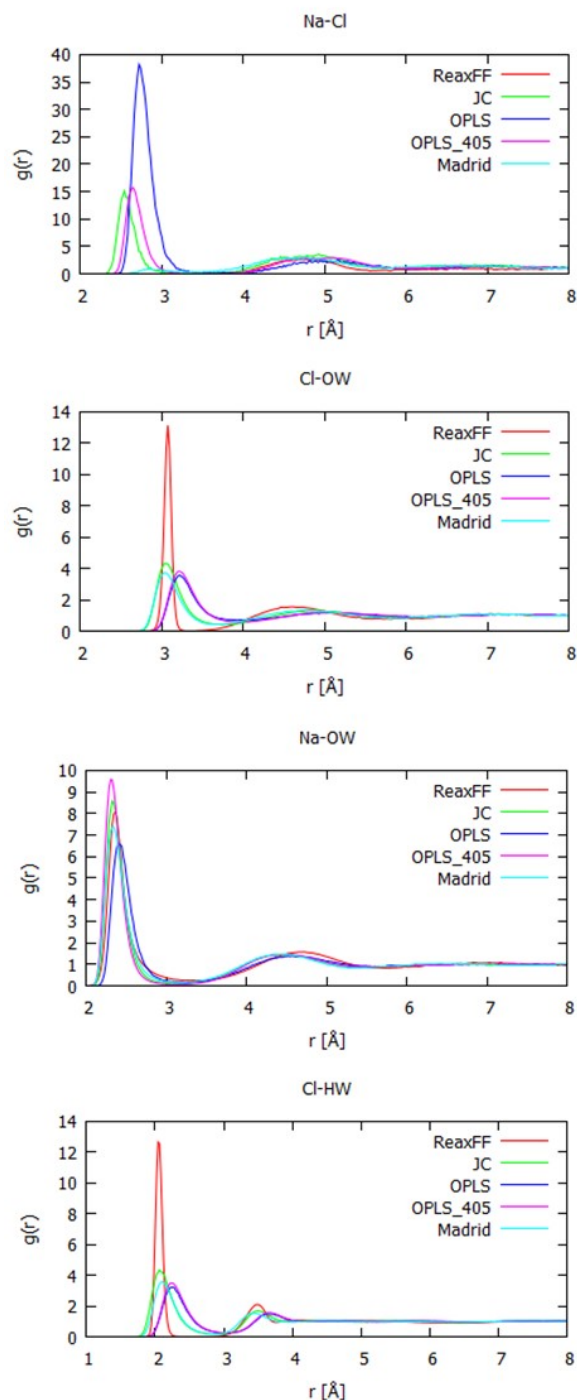 Na-Cl
g(r)
40
35
30
25
20
15
10
5
0
ReaxFF
JC
OPLS
OPLS_405
Madrid
2 3 4 5 6 7 8
r [Å]
Cl-OW
g(r)
14
12
10
8
6
4
2
0
ReaxFF
JC
OPLS
OPLS_405
Madrid
2 3 4 5 6 7 8
r [Å]
Na-OW
g(r)
10
9
8
7
6
5
4
3
2
1
0
ReaxFF
JC
OPLS
OPLS_405
Madrid
2 3 4 5 6 7 8
r [Å]
Cl-HW
g(r)
14
12
10
8
6
4
2
0
ReaxFF
JC
OPLS
OPLS_405
Madrid
1 2 3 4 5 6 7 8
r [Å]